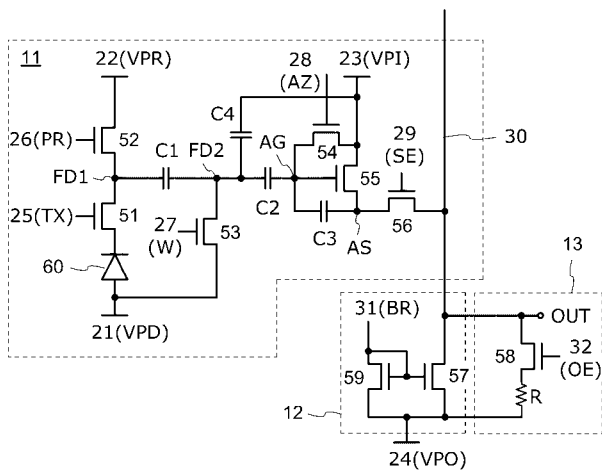 11
22(VPR)
28
(AZ)
23(VPI)
C4
26(PR)
52
C1
FD2
AG
54
29
(SE)
30
FD1
55
25(TX)
51
27
(W)
53
C2
C3
AS
56
60
21(VPD)
13
31(BR)
OUT
59
57
58
32
(OE)
R
12
24(VPO)